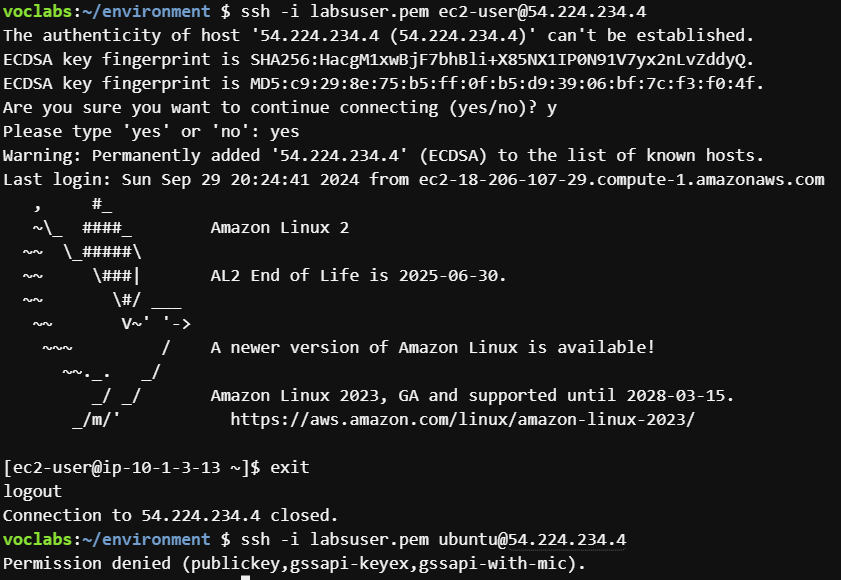 voclabs:~/environment $ ssh -i labsuser.pem ec2-user@54.224.234.4
The authenticity of host '54.224.234.4 (54.224.234.4)' can't be established.
ECDSA key fingerprint is SHA256:HacgM1xwBjF7bhBli+X85NX1IP0N91V7yx2nLvZddyQ.
ECDSA key fingerprint is MD5:c9:29:8e:75:b5:ff:0f:b5:d9:39:06:bf:7c:f3:f0:4f.
Are you sure you want to continue connecting (yes/no)? y
Please type 'yes' or 'no': yes
Warning: Permanently added '54.224.234.4' (ECDSA) to the list of known hosts.
Last login: Sun Sep 29 20:24:41 2024 from ec2-18-206-107-29.compute-1.amazonaws.com
   ,     #_
   ~\_  ####_        Amazon Linux 2
  ~~  \_#####\
  ~~     \###|       AL2 End of Life is 2025-06-30.
  ~~       \#/ ___
   ~~       V~' '->
    ~~~         /    A newer version of Amazon Linux is available!
      ~~._.   _/
         _/ _/       Amazon Linux 2023, GA and supported until 2028-03-15.
       _/m/'           https://aws.amazon.com/linux/amazon-linux-2023/
[ec2-user@ip-10-1-3-13 ~]$ exit
logout
Connection to 54.224.234.4 closed.
voclabs:~/environment $ ssh -i labsuser.pem ubuntu@54.224.234.4
Permission denied (publickey,gssapi-keyex,gssapi-with-mic).